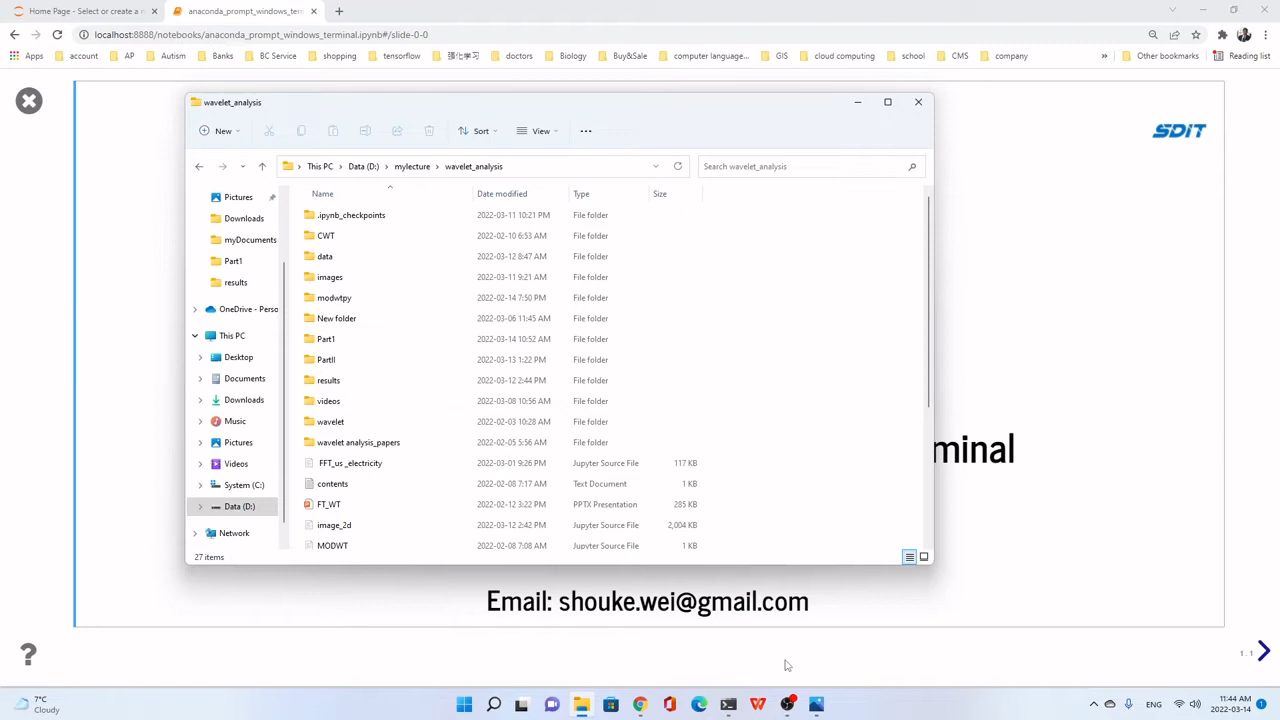 Home Page - Select or create a n
anaconda_prompt_windows_terr
localhost:8888/notebooks/anaconda_prompt_windows_terminal.ipynb#/slide-0-0
Apps account AP Autism Banks BC Service shopping tensorflow 强化学习 doctors Biology Buy&Sale computer language... GIS cloud computing school CMS company » Other bookmarks Reading list
SDIT
wavelet_analysis
New Sort View
This PC > Data (D:) > mylecture > wavelet_analysis
Search wavelet_analysis
Pictures
Downloads
myDocuments
Part1
results
OneDrive - Perso
This PC
Desktop
Documents
Downloads
Music
Pictures
Videos
System (C:)
Data (D:)
Network
Name Date modified Type Size
.ipynb_checkpoints 2022-03-11 10:21 PM File folder
CWT 2022-02-10 6:53 AM File folder
data 2022-03-12 8:47 AM File folder
images 2022-03-11 9:21 AM File folder
modwtpy 2022-02-14 7:50 PM File folder
New folder 2022-03-06 11:45 AM File folder
Part1 2022-03-14 10:52 AM File folder
PartII 2022-03-13 1:22 PM File folder
results 2022-03-12 2:44 PM File folder
videos 2022-03-08 10:56 AM File folder
wavelet 2022-02-03 10:28 AM File folder
wavelet analysis_papers 2022-02-05 5:56 AM File folder
FFT_us _electricity 2022-03-01 9:26 PM Jupyter Source File 117 KB
contents 2022-02-08 7:17 AM Text Document 1 KB
FT_WT 2022-02-12 3:22 PM PPTX Presentation 285 KB
image_2d 2022-03-12 2:42 PM Jupyter Source File 2,004 KB
MODWT 2022-02-08 7:08 AM Jupyter Source File 1 KB
27 items
minal
Email: shouke.wei@gmail.com
?
1.1
7°C
Cloudy
ENG
11:44 AM
2022-03-14